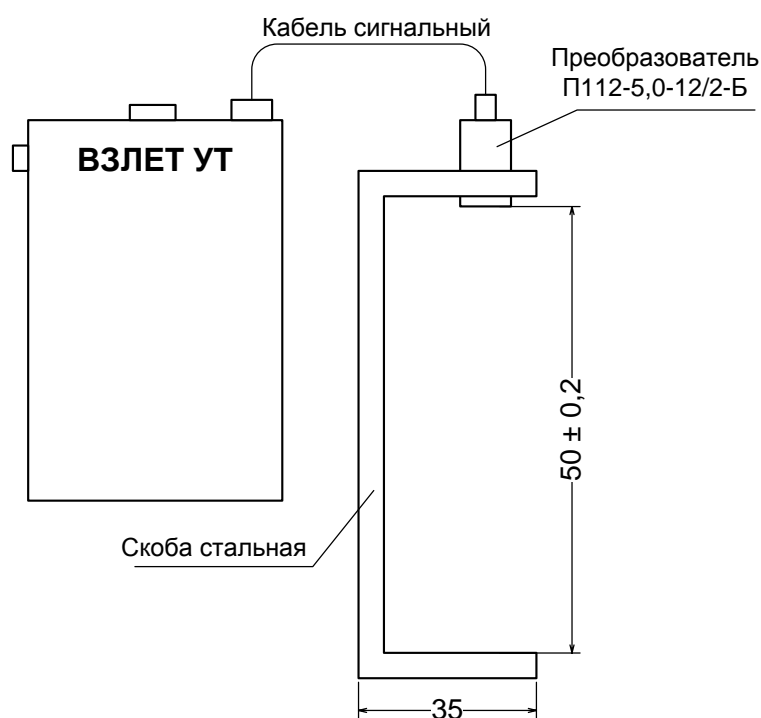 Кабель сигнальный
Преобразователь
П112-5,0-12/2-Б
ВЗЛЕТ УТ
50 ± 0,2
Скоба стальная
35